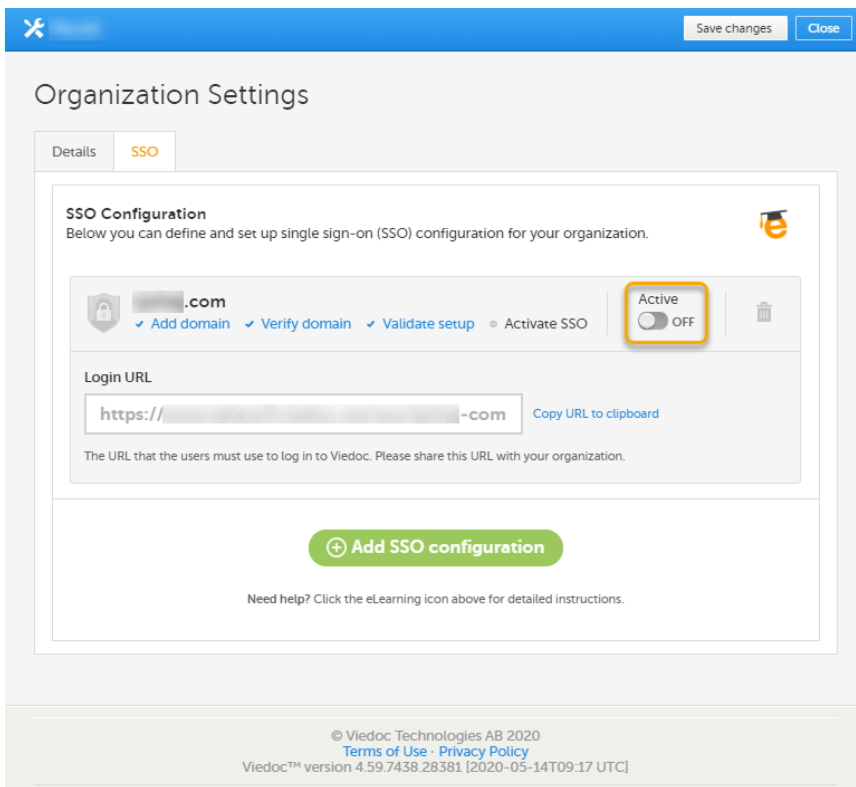 Save changes
Close
Organization Settings
Details
SSO
SSO Configuration
Below you can define and set up single sign-on (SSO) configuration for your organization.
.com
Add domain
Verify domain
Validate setup
Activate SSO
Active
OFF
Login URL
https:// -com
Copy URL to clipboard
The URL that the users must use to log in to Viedoc. Please share this URL with your organization.
Add SSO configuration
Need help? Click the eLearning icon above for detailed instructions.
© Viedoc Technologies AB 2020
Terms of Use · Privacy Policy
Viedoc™ version 4.59.7438.28381 [2020-05-14T09:17 UTC]